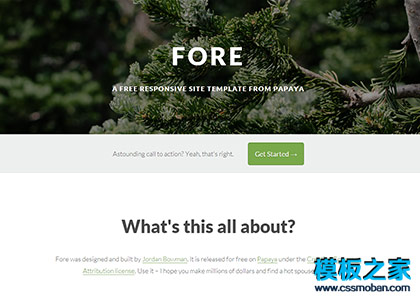 FORE
A FREE RESPONSIVE SITE TEMPLATE FROM PAPAYA
Astounding call to action? Yeah, that's right.
Get Started →
What's this all about?
Fore was designed and built by Jordan Bowman. It is released for free on Papaya under the
Attribution license. Use it – I hope you make millions of dollars and find a hot
模板之家
www.cssmoban.com